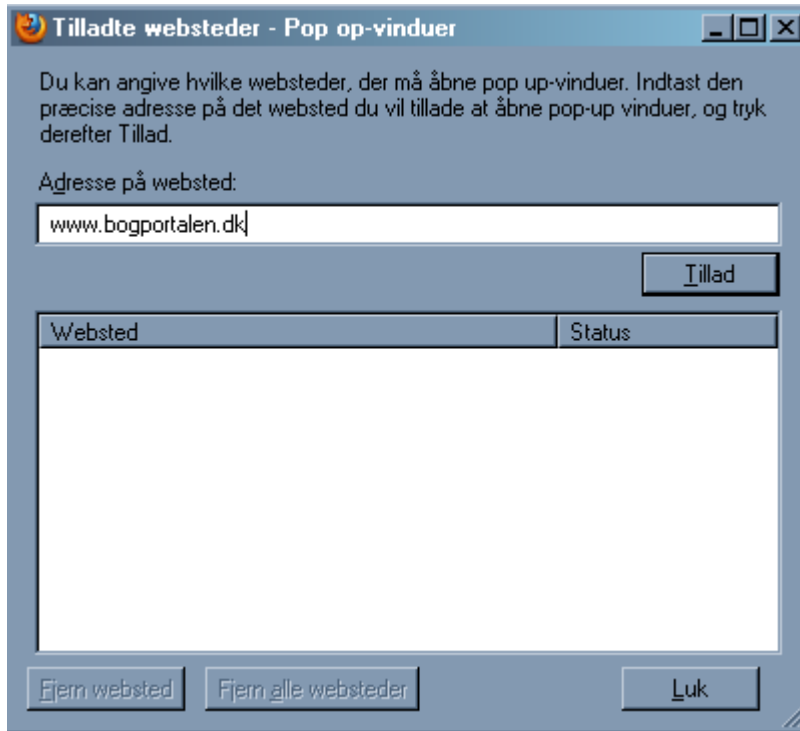 Tilladte websteder - Pop op-vinduer
Du kan angive hvilke websteder, der må åbne pop up-vinduer. Indtast den
præcise adresse på det websted du vil tillade at åbne pop-up vinduer, og tryk
derefter Tillad.
Adresse på websted:
www.bogportalen.dk
Tillad
Websted Status
Fjern websted Fjern alle websteder Luk